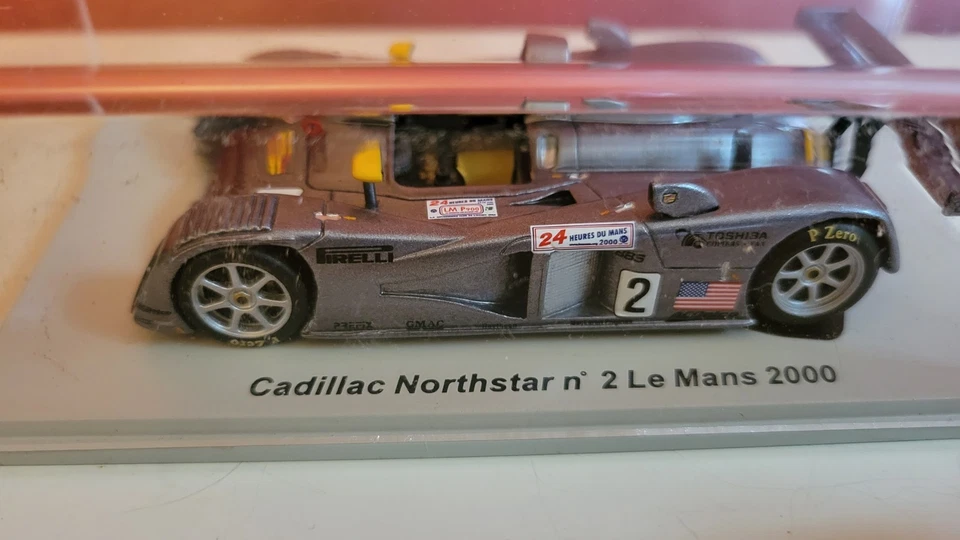 24 HEURES DU MANS
LM P900
24 HEURES DU MANS
2000
PIRELLI
TOSHIBA
P Zero
2
GMAC
P Zero
Cadillac Northstar n° 2 Le Mans 2000